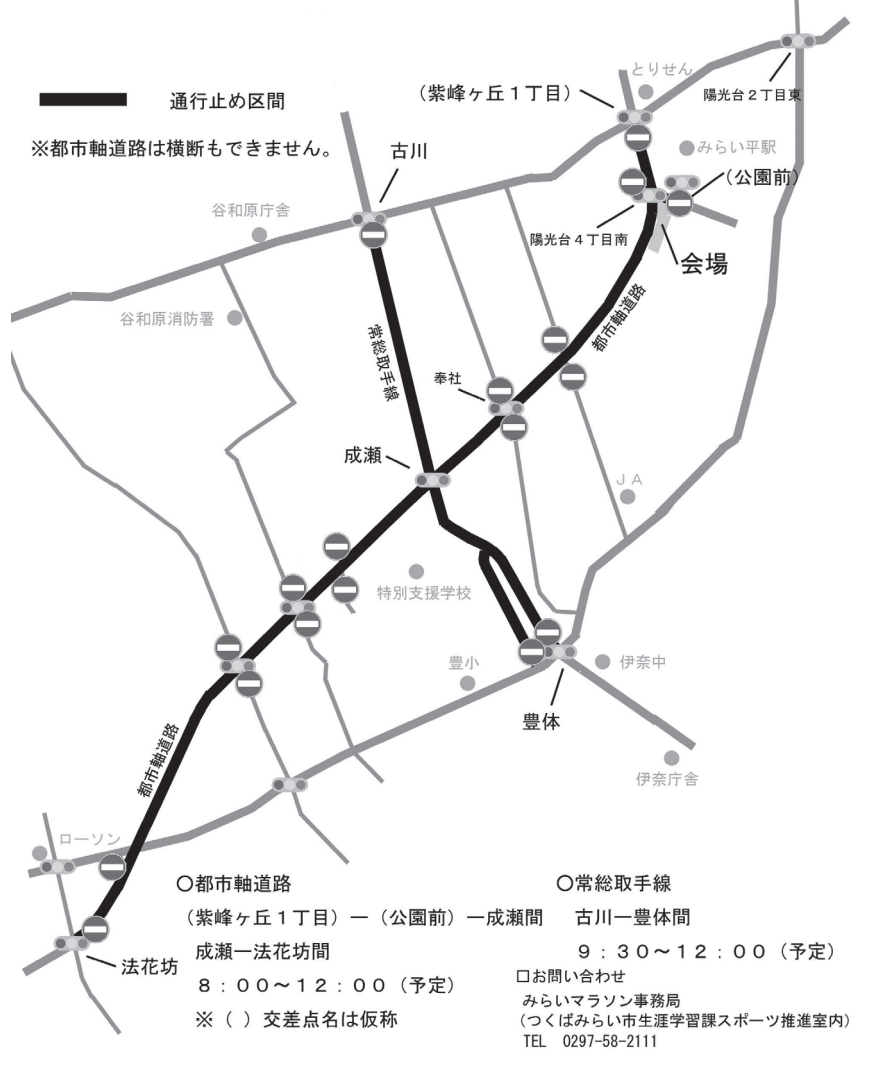 とりせん
陽光台２丁目東
（紫峰ヶ丘１丁目）
通行止め区間
※都市軸道路は横断もできません。
古川
みらい平駅
（公園前）
谷和原庁舎
陽光台４丁目南
会場
谷和原消防署
都市軸道路
常総取手線
奉社
成瀬
ＪＡ
特別支援学校
豊小
伊奈中
豊体
都市軸道路
伊奈庁舎
ローソン
法花坊
○都市軸道路
（紫峰ヶ丘１丁目）－（公園前）－成瀬間
成瀬－法花坊間
８：００～１２：００（予定）
※（ ）交差点名は仮称
○常総取手線
古川－豊体間
９：３０～１２：００（予定）
□お問い合わせ
みらいマラソン事務局
（つくばみらい市生涯学習課スポーツ推進室内）
TEL　0297-58-2111